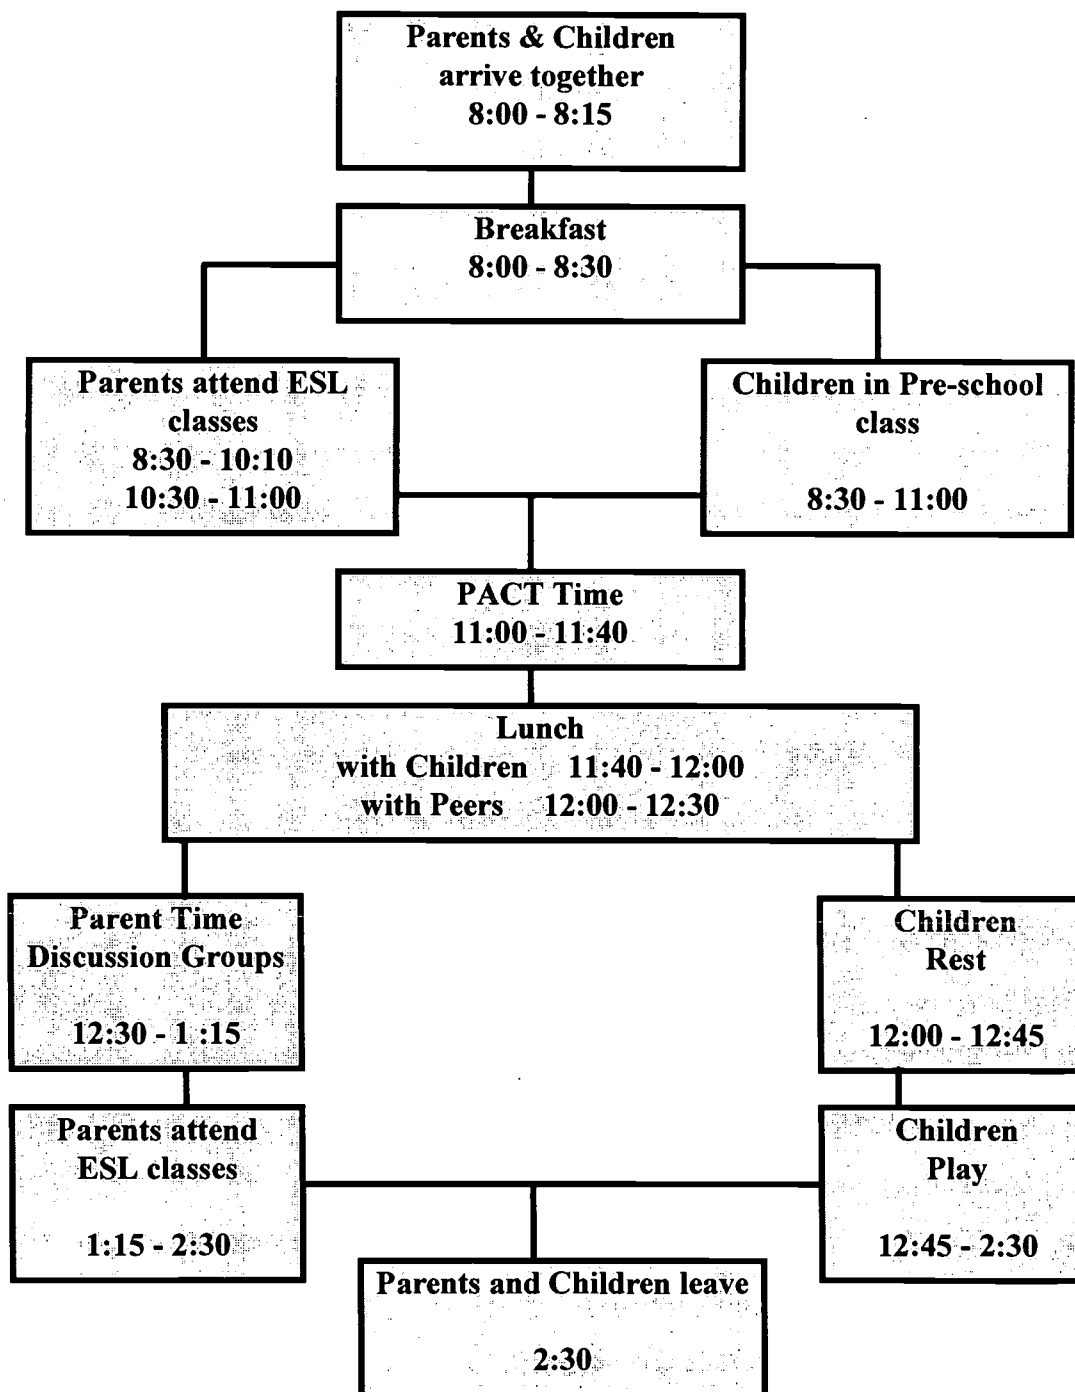 Parents & Children
arrive together
8:00 - 8:15
Breakfast
8:00 - 8:30
Parents attend ESL
classes
8:30 - 10:10
10:30 - 11:00
Children in Pre-school
class
8:30 - 11:00
PACT Time
11:00 - 11:40
Lunch
with Children 11:40 - 12:00
with Peers 12:00 - 12:30
Parent Time
Discussion Groups
12:30 - 1 :15
Children
Rest
12:00 - 12:45
Parents attend
ESL classes
1:15 - 2:30
Children
Play
12:45 - 2:30
Parents and Children leave
2:30